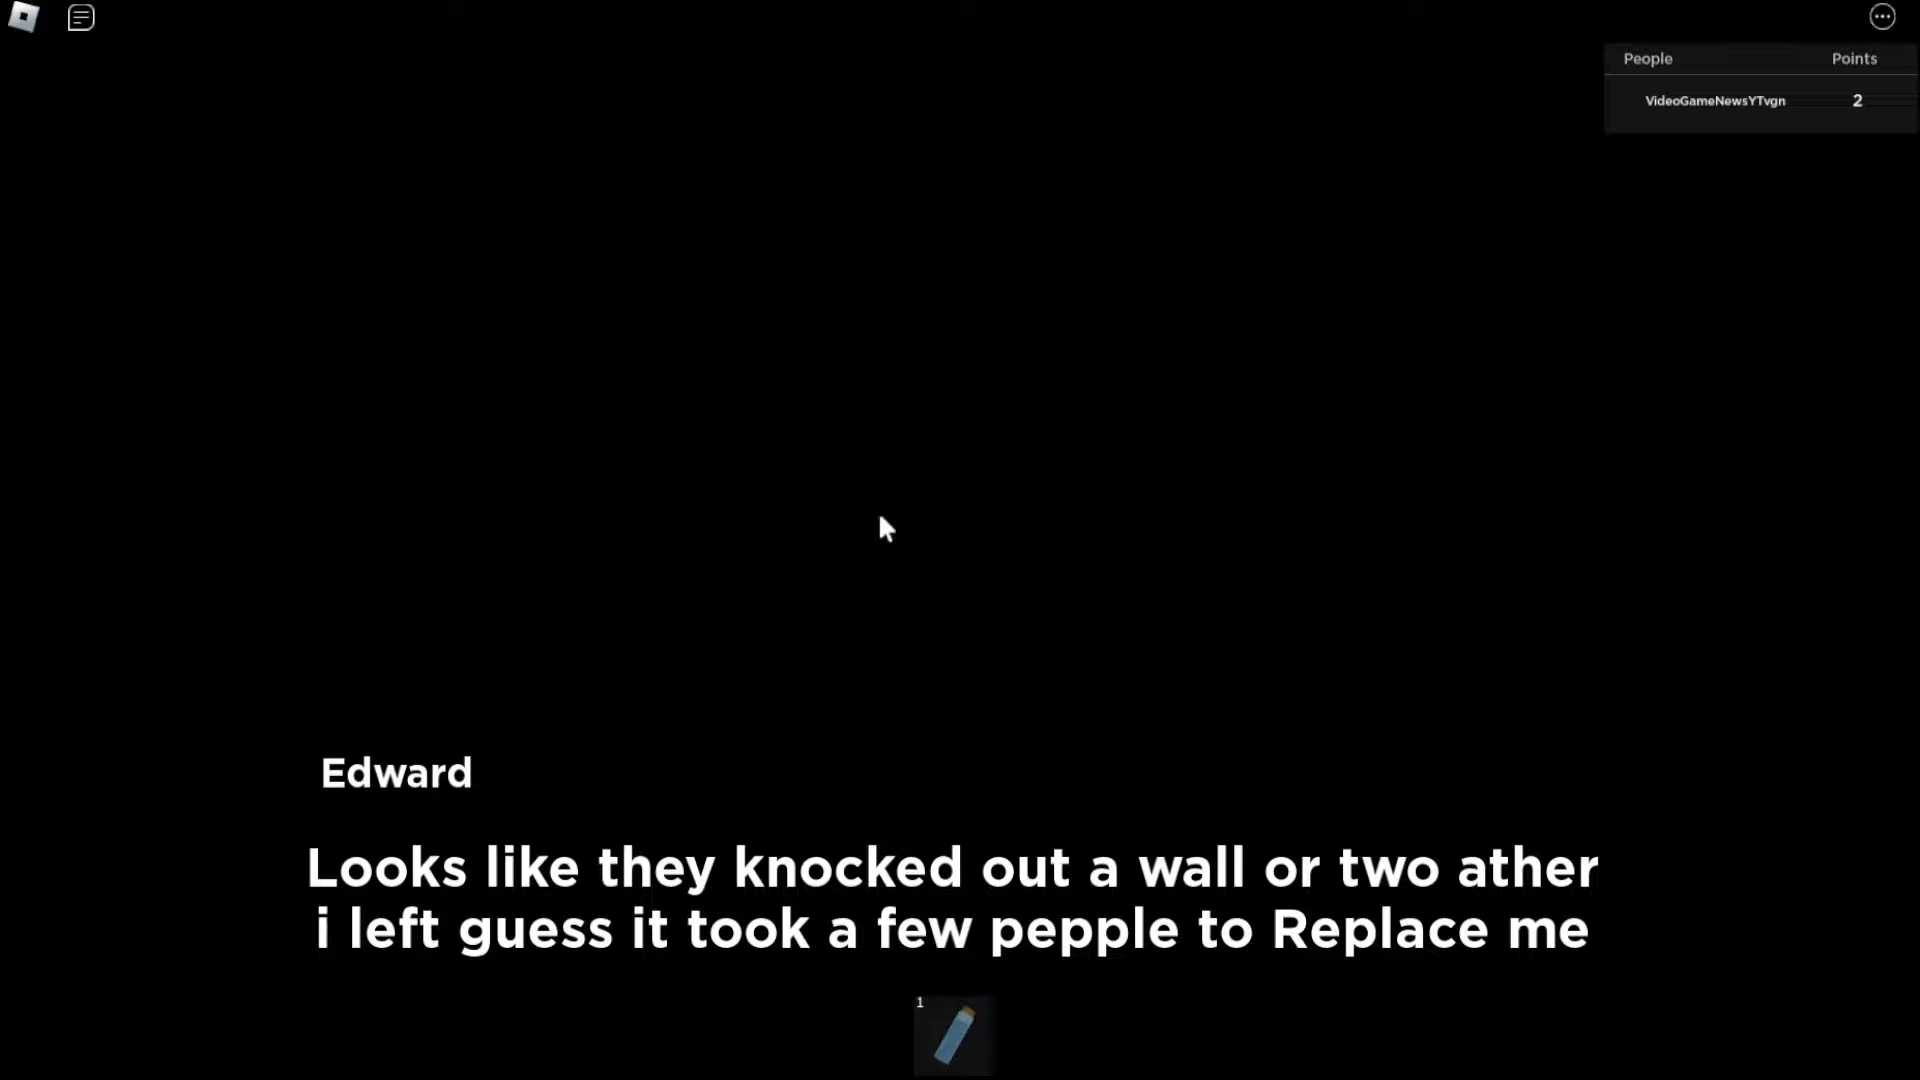 People Points
VideoGameNewsYTvgn 2
Edward
Looks like they knocked out a wall or two ather
i left guess it took a few pepple to Replace me
1